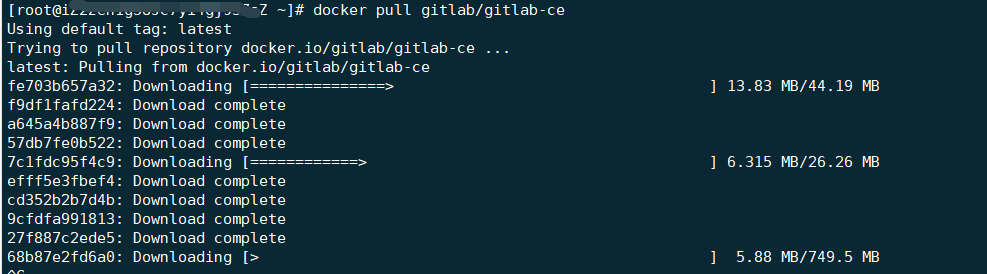 ~]# docker pull gitlab/gitlab-ce
Using default tag: latest
Trying to pull repository docker.io/gitlab/gitlab-ce ...
latest: Pulling from docker.io/gitlab/gitlab-ce
fe703b657a32: Downloading [===============> ] 13.83 MB/44.19 MB
f9df1fafd224: Download complete
a645a4b887f9: Download complete
57db7fe0b522: Download complete
7c1fdc95f4c9: Downloading [============> ] 6.315 MB/26.26 MB
efff5e3fbef4: Download complete
cd352b2b7d4b: Download complete
9cfdfa991813: Download complete
27f887c2ede5: Download complete
68b87e2fd6a0: Downloading [> ] 5.88 MB/749.5 MB